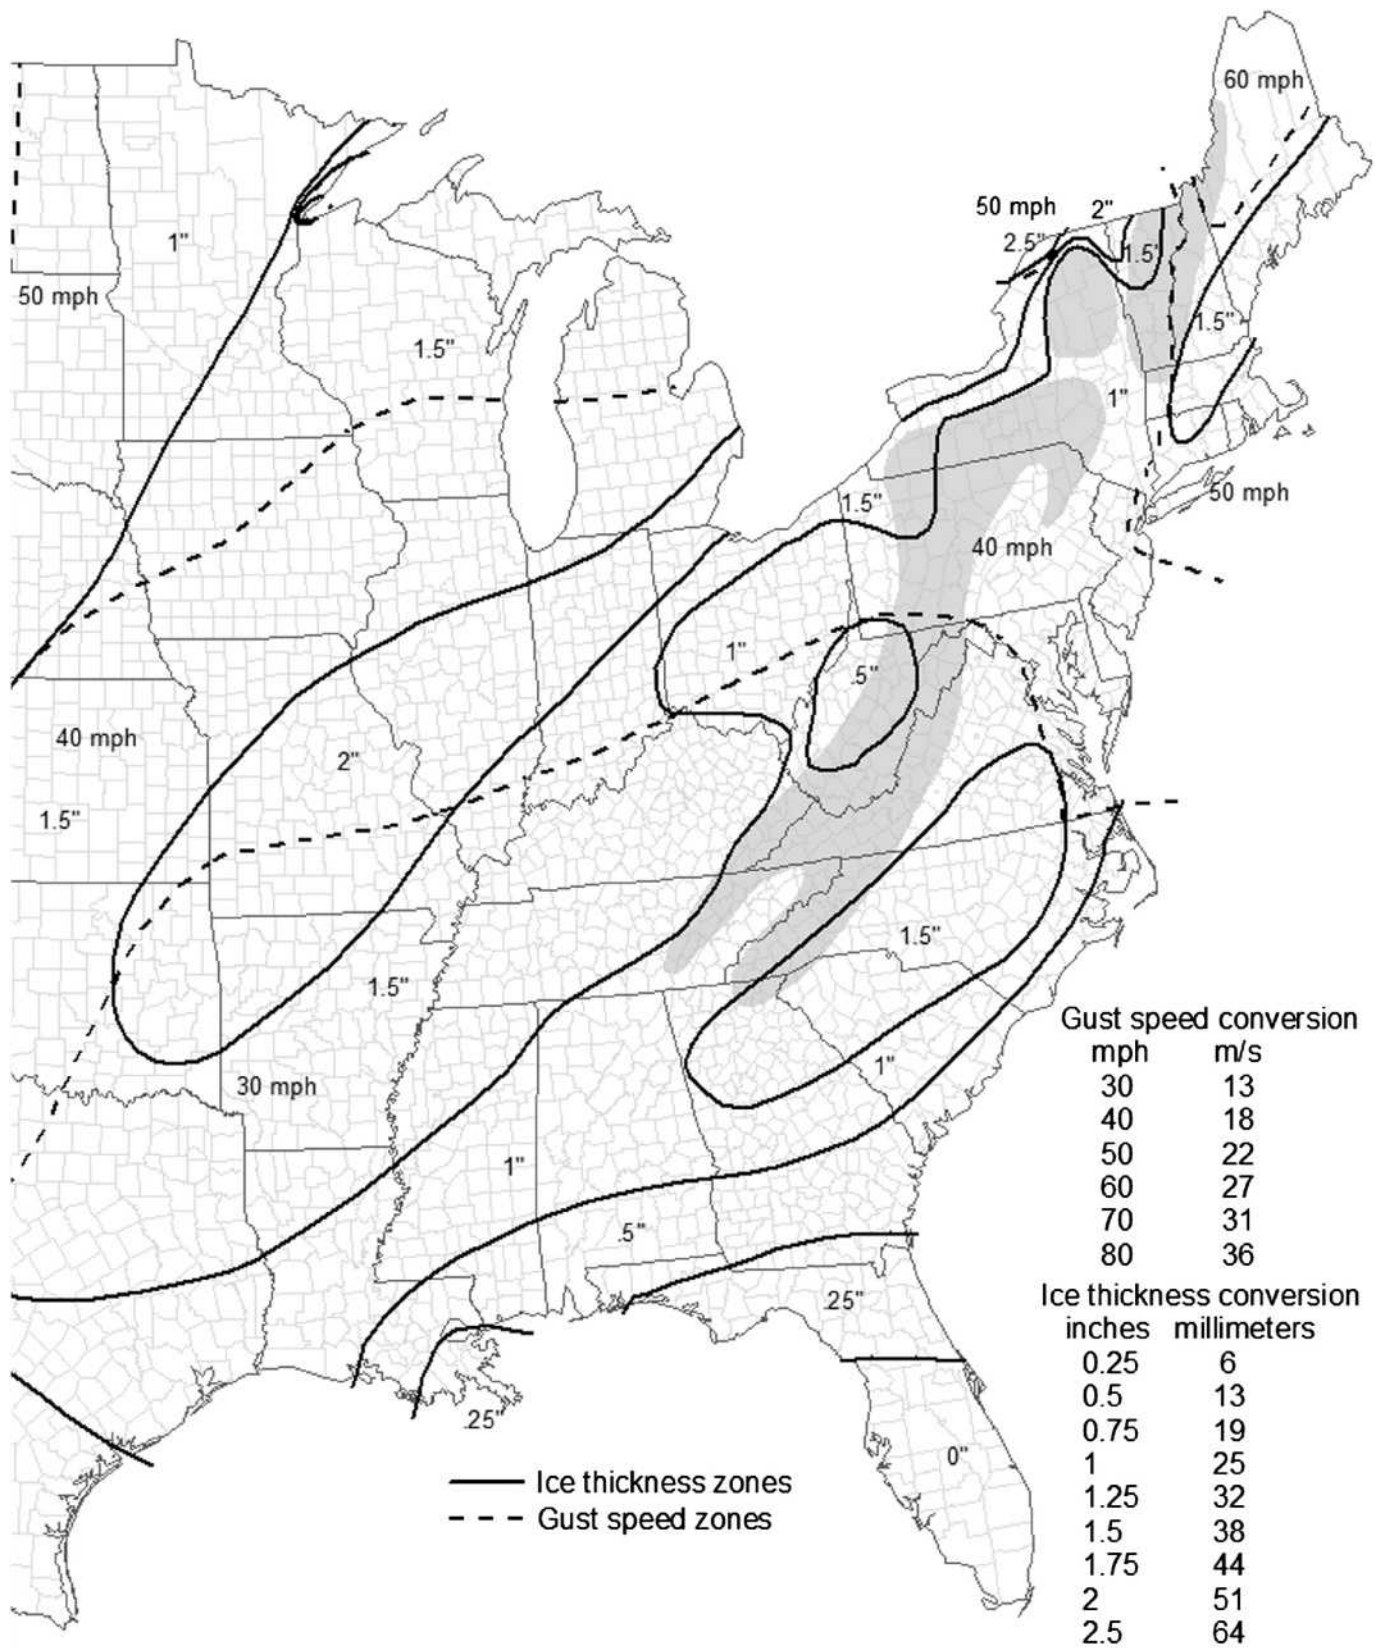 60 mph
50 mph
2"
2.5"
1.5"
1"
50 mph
1.5"
1.5"
1"
1.5"
50 mph
40 mph
1"
.5"
40 mph
2"
1.5"
1.5"
1.5"
30 mph
1"
1"
.5"
.25"
.25"
0"
Gust speed conversion
mph m/s
30 13
40 18
50 22
60 27
70 31
80 36
Ice thickness conversion
inches millimeters
0.25 6
0.5 13
0.75 19
1 25
1.25 32
1.5 38
1.75 44
2 51
2.5 64
Ice thickness zones
Gust speed zones